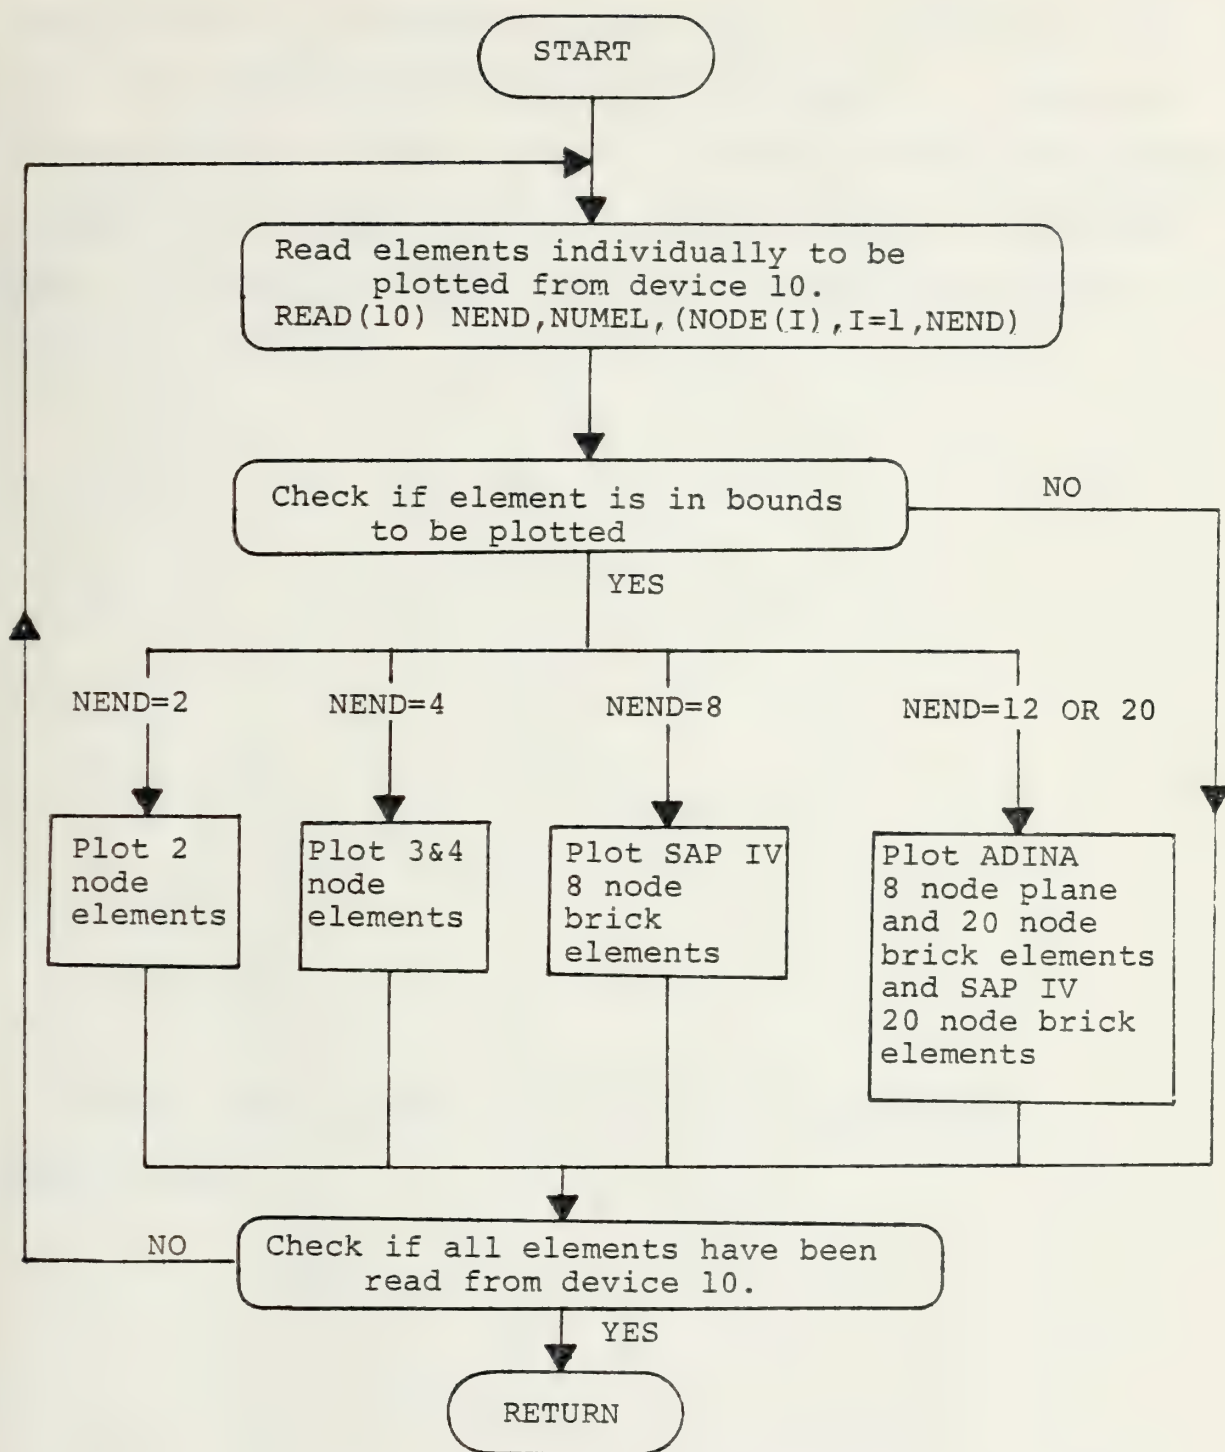 START
Read elements individually to be
plotted from device 10.
READ(10) NEND,NUMEL,(NODE(I),I=1,NEND)
Check if element is in bounds
to be plotted
NO
YES
NEND=2
NEND=4
NEND=8
NEND=12 OR 20
Plot 2
node
elements
Plot 3&4
node
elements
Plot SAP IV
8 node
brick
elements
Plot ADINA
8 node plane
and 20 node
brick elements
and SAP IV
20 node brick
elements
NO
Check if all elements have been
read from device 10.
YES
RETURN